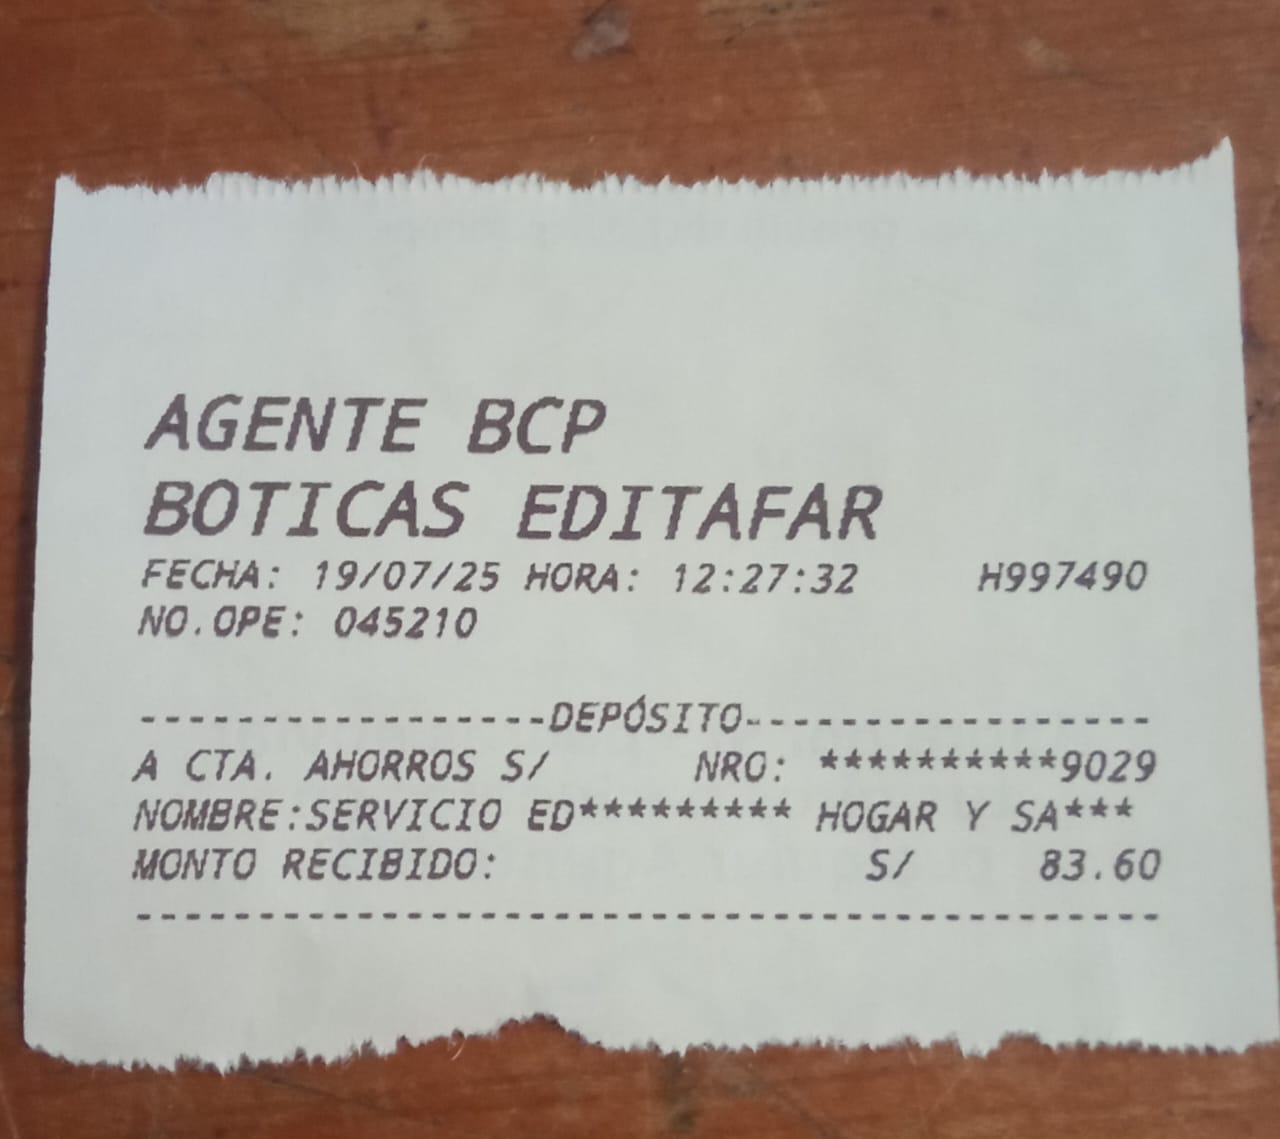 AGENTE BCP
BOTICAS EDITAFAR
FECHA: 19/07/25 HORA: 12:27:32 H997490
NO.OPE: 045210
-----------------DEPÓSITO-----------------
A CTA. AHORROS S/ NRO: **********9029
NOMBRE:SERVICIO ED********* HOGAR Y SA***
MONTO RECIBIDO: S/ 83.60
------------------------------------------